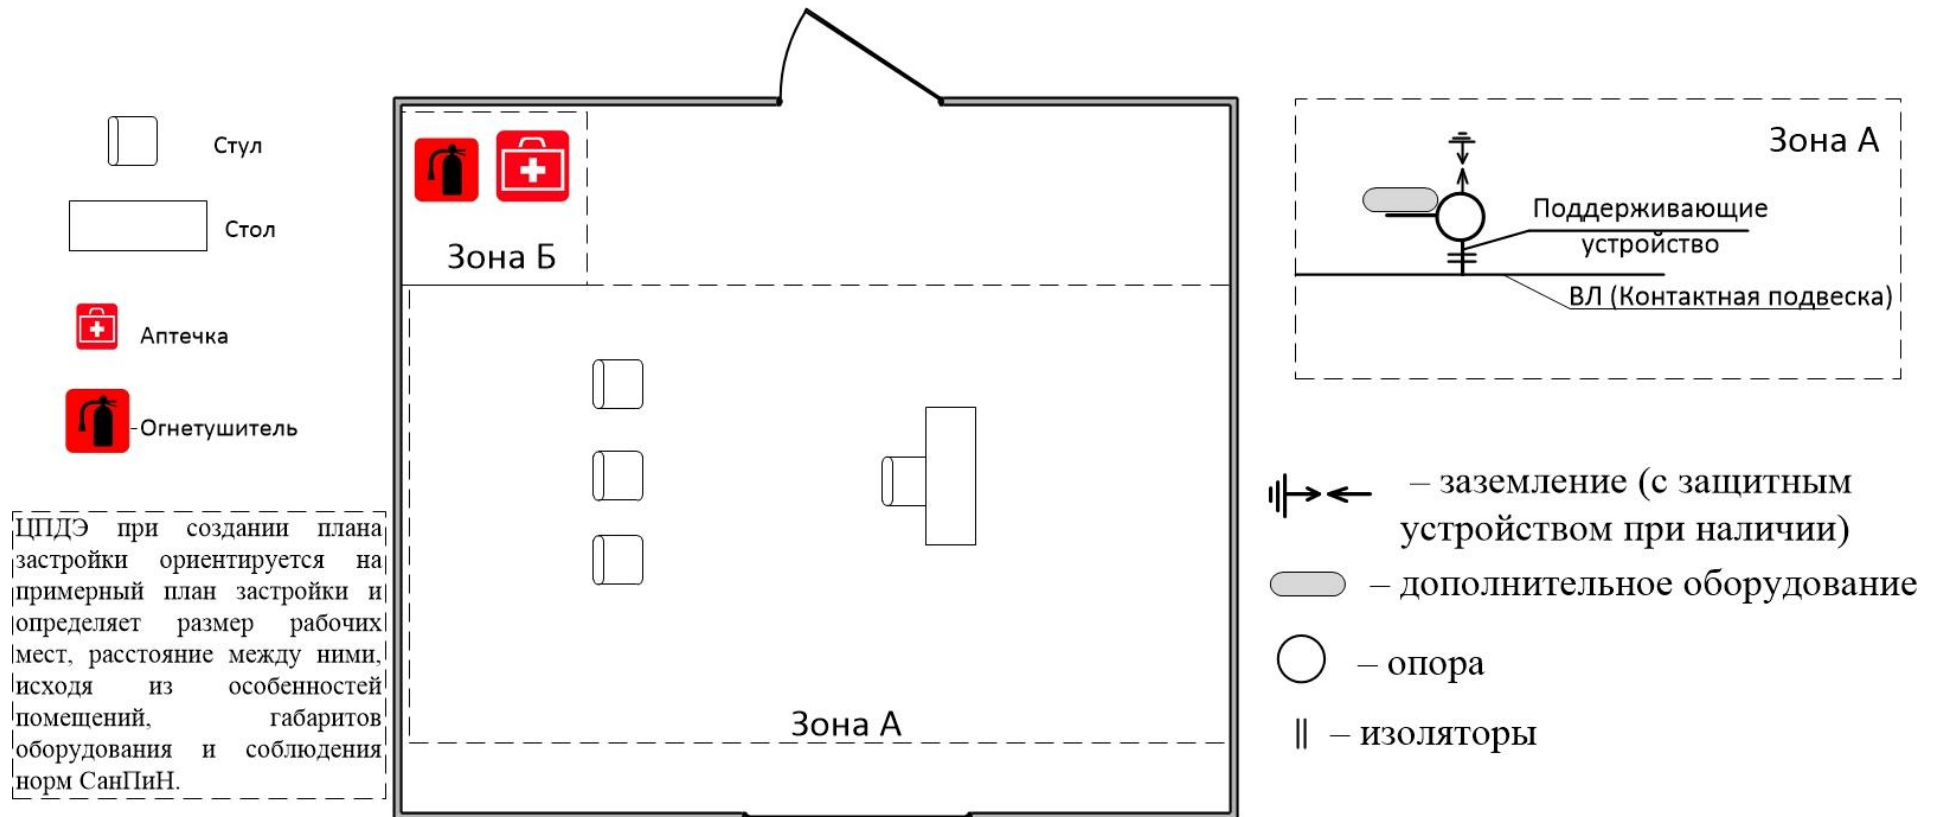 Стул
Стол
Аптечка
-Огнетушитель
ЦПДЭ при создании плана
застройки ориентируется на
примерный план застройки и
определяет размер рабочих
мест, расстояние между ними,
исходя из особенностей
помещений, габаритов
оборудования и соблюдения
норм СанПиН.
Зона Б
Зона А
Зона А
Поддерживающие
устройство
ВЛ (Контактная подвеска)
– заземление (с защитным
устройством при наличии)
– дополнительное оборудование
– опора
– изоляторы